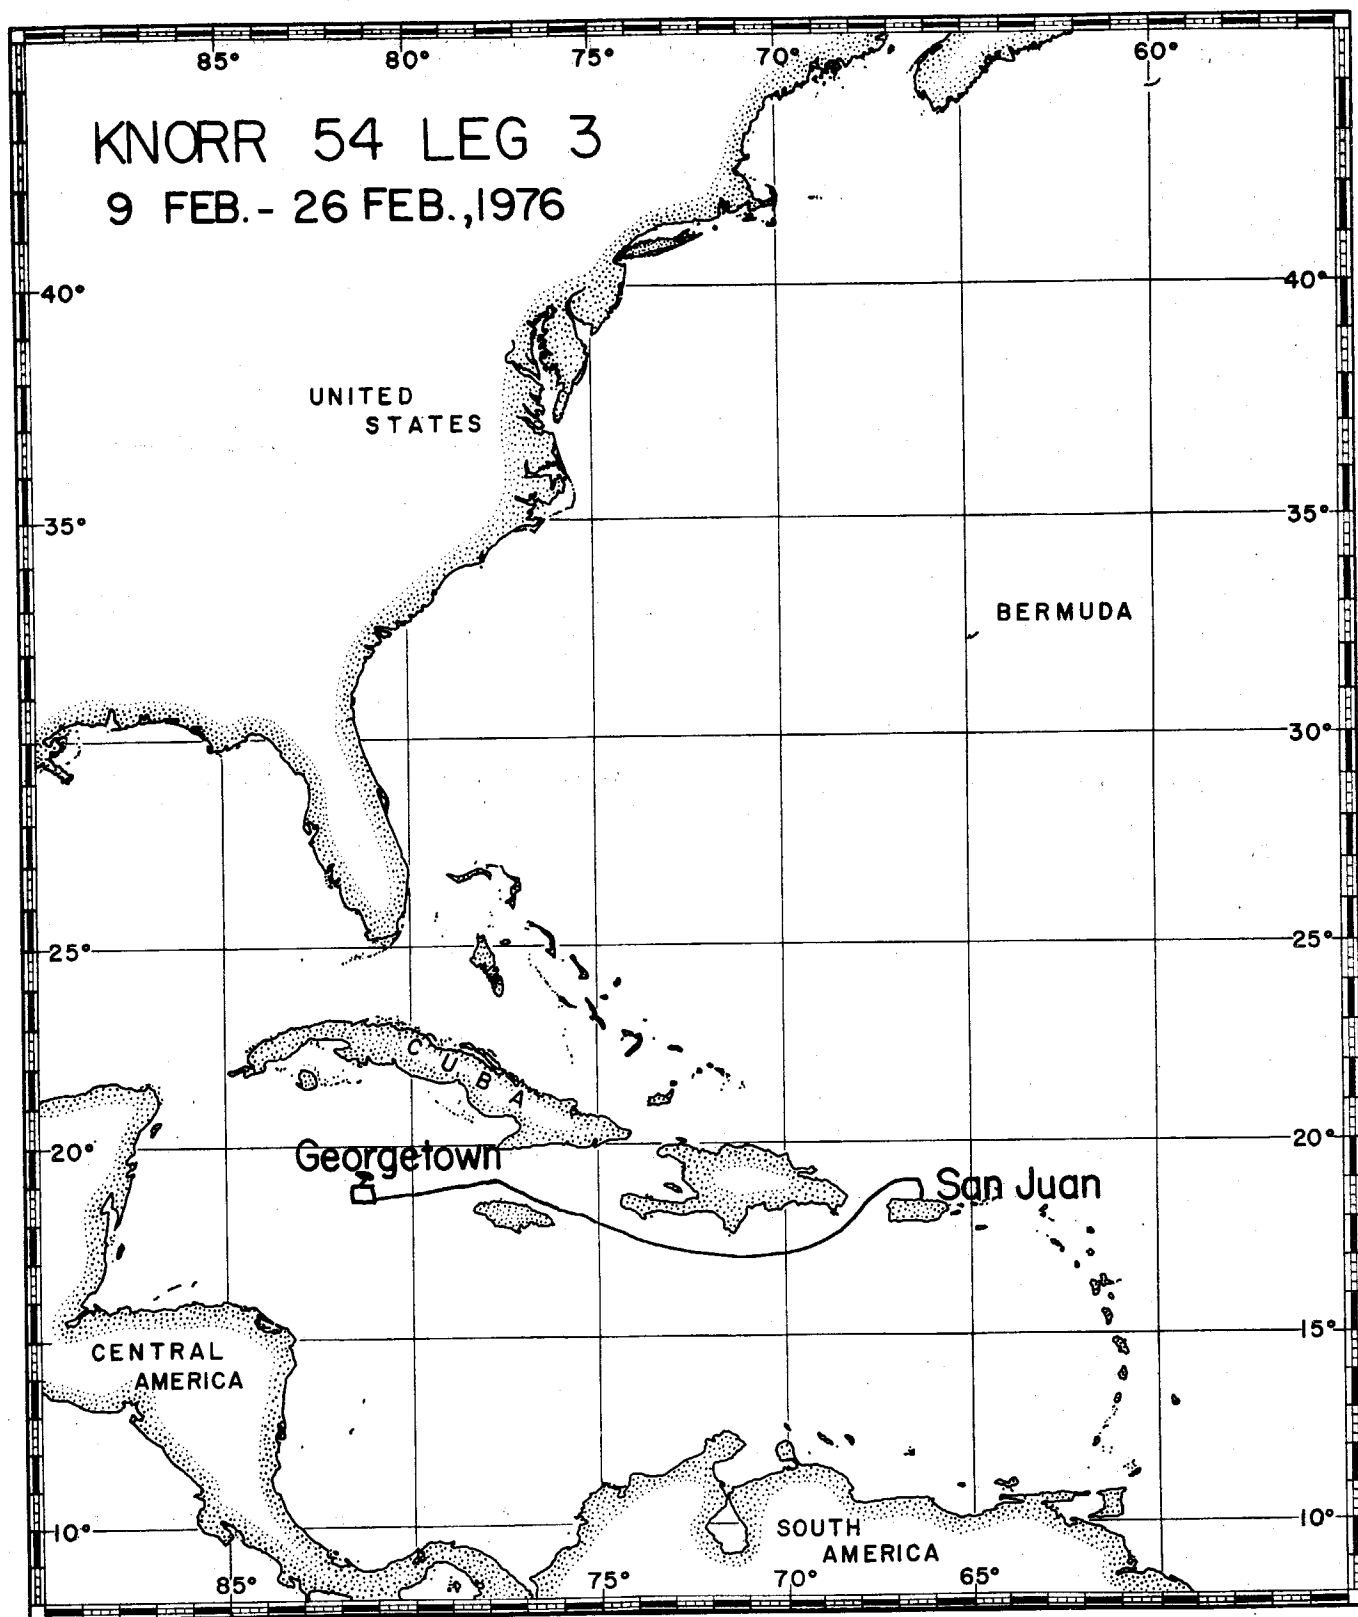 85° 80° 75° 70° 60°
KNORR 54 LEG 3
9 FEB. - 26 FEB., 1976
40° 40°
UNITED
STATES
35° 35°
BERMUDA
30°
25° 25°
CUBA
20° 20°
Georgetown
San Juan
15°
CENTRAL
AMERICA
10° 10°
SOUTH
AMERICA
85° 75° 70° 65°